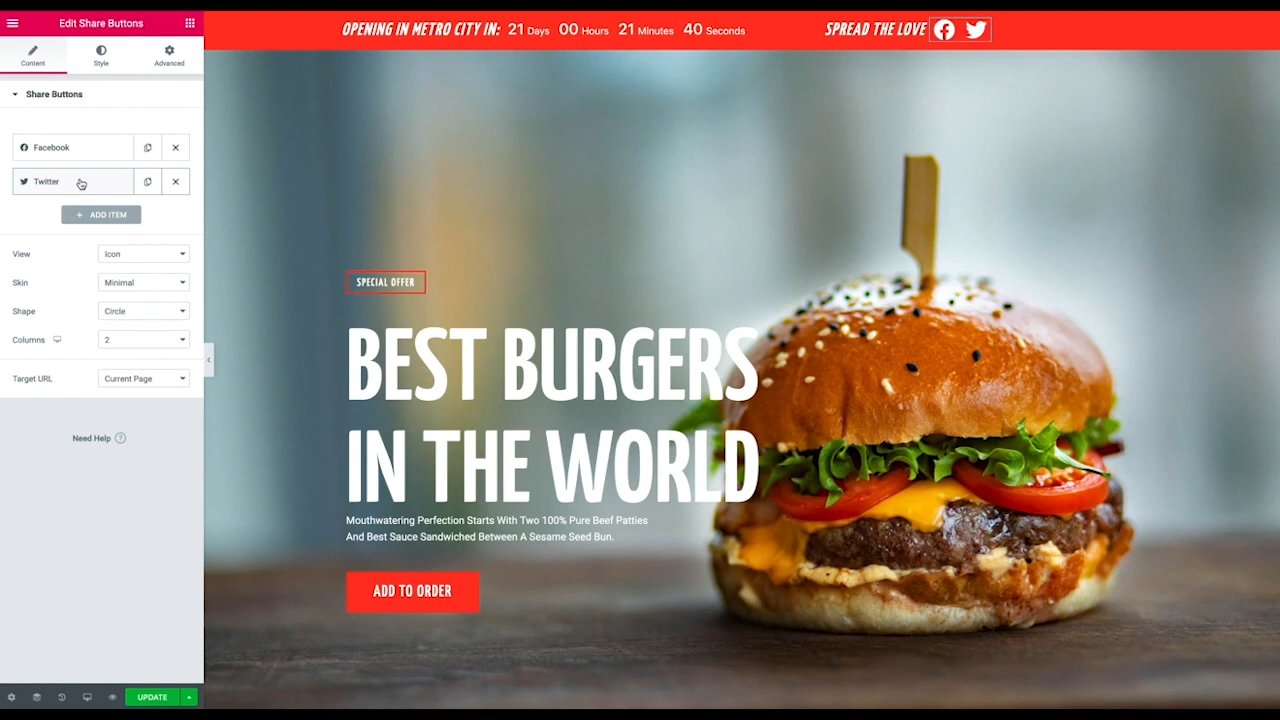 Edit Share Buttons
Content
Style
Advanced
Share Buttons
Facebook
Twitter
+ ADD ITEM
View Icon
Skin Minimal
Shape Circle
Columns 2
Target URL Current Page
Need Help ?
UPDATE
OPENING IN METRO CITY IN: 21 Days 00 Hours 21 Minutes 40 Seconds
SPREAD THE LOVE
SPECIAL OFFER
BEST BURGERS
IN THE WORLD
Mouthwatering Perfection Starts With Two 100% Pure Beef Patties
And Best Sauce Sandwiched Between A Sesame Seed Bun.
ADD TO ORDER